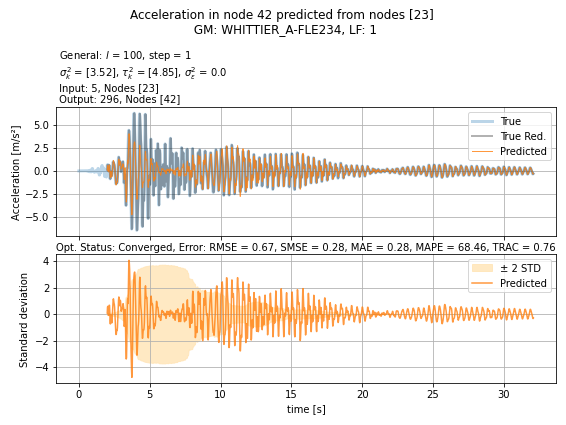 Acceleration in node 42 predicted from nodes [23]
GM: WHITTIER_A-FLE234, LF: 1
General: l = 100, step = 1
σ²ₖ = [3.52], τ²ₖ = [4.85], σ²ε = 0.0
Input: 5, Nodes [23]
Output: 296, Nodes [42]
True
True Red.
Predicted
Acceleration [m/s²]
5.0
2.5
0.0
−2.5
−5.0
Opt. Status: Converged, Error: RMSE = 0.67, SMSE = 0.28, MAE = 0.28, MAPE = 68.46, TRAC = 0.76
± 2 STD
Predicted
Standard deviation
4
2
0
−2
−4
0 5 10 15 20 25 30
time [s]